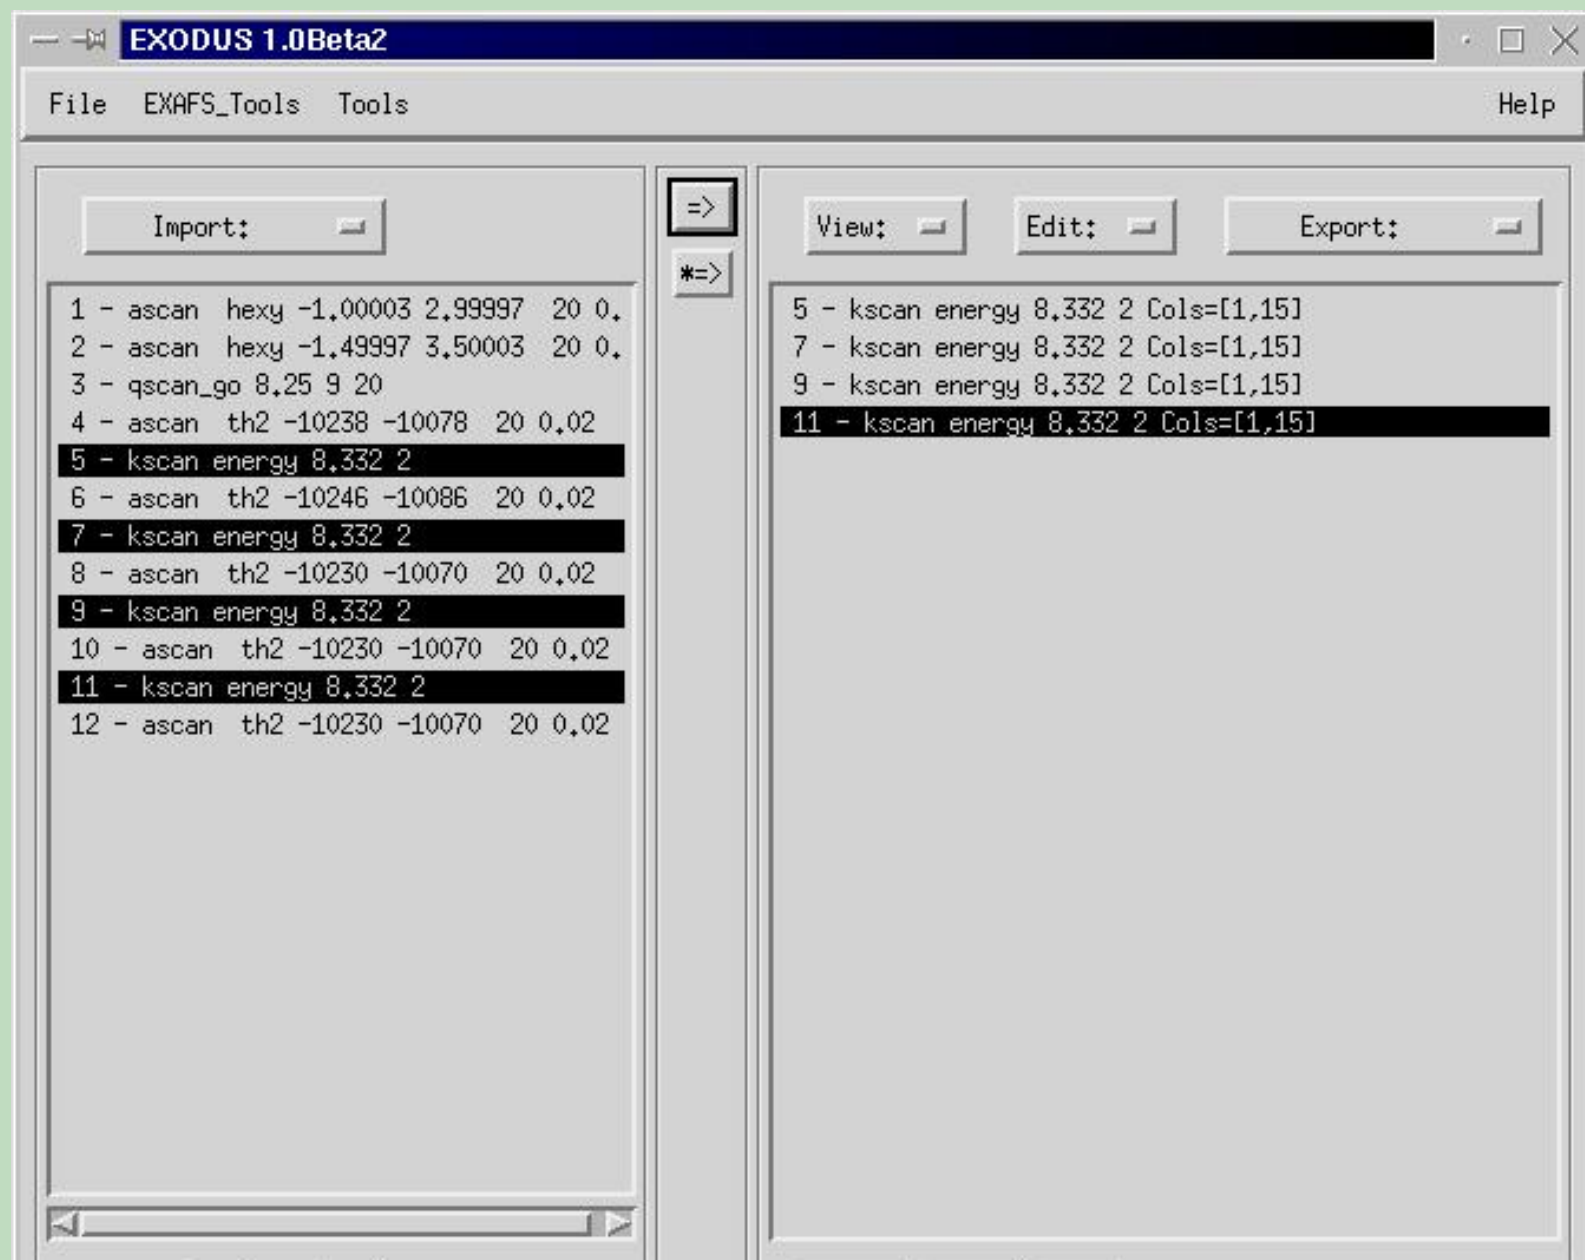 EXODUS 1.0Beta2
File EXAFS_Tools Tools Help
Import:
1 - ascan hexy -1.00003 2.99997 20 0.
2 - ascan hexy -1.49997 3.50003 20 0.
3 - qscan_go 8.25 9 20
4 - ascan th2 -10238 -10078 20 0.02
5 - kscan energy 8.332 2
6 - ascan th2 -10246 -10086 20 0.02
7 - kscan energy 8.332 2
8 - ascan th2 -10230 -10070 20 0.02
9 - kscan energy 8.332 2
10 - ascan th2 -10230 -10070 20 0.02
11 - kscan energy 8.332 2
12 - ascan th2 -10230 -10070 20 0.02
=>
*=>
View: Edit: Export:
5 - kscan energy 8.332 2 Cols=[1,15]
7 - kscan energy 8.332 2 Cols=[1,15]
9 - kscan energy 8.332 2 Cols=[1,15]
11 - kscan energy 8.332 2 Cols=[1,15]